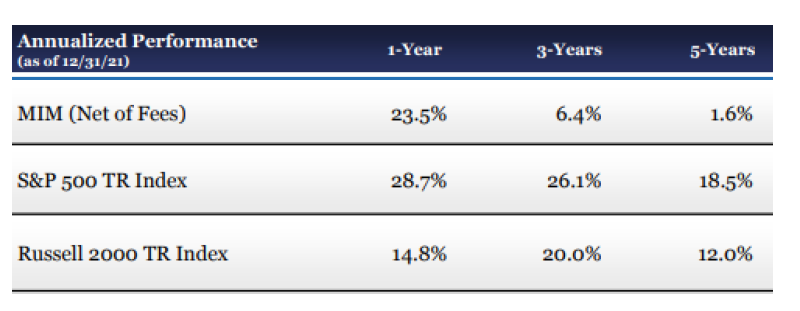 Annualized Performance 1-Year 3-Years 5-Years
(as of 12/31/21)
MIM (Net of Fees) 23.5% 6.4% 1.6%
S&P 500 TR Index 28.7% 26.1% 18.5%
Russell 2000 TR Index 14.8% 20.0% 12.0%